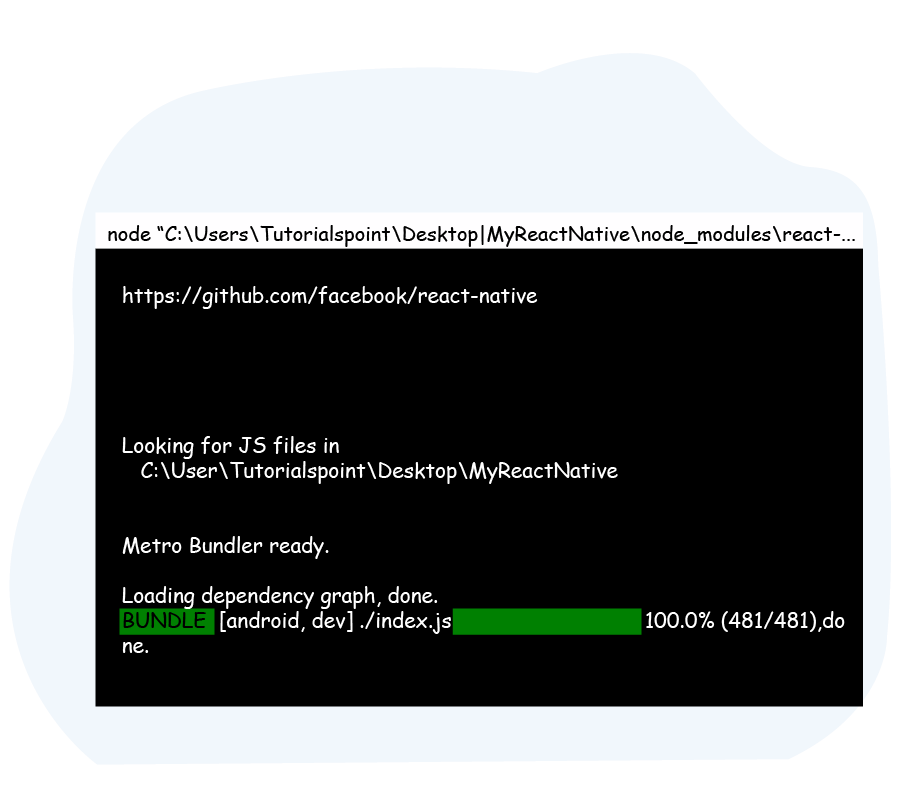 node “C:\Users\Tutorialspoint\Desktop|MyReactNative\node_modules\react-...
https://github.com/facebook/react-native
Looking for JS files in
C:\User\Tutorialspoint\Desktop\MyReactNative
Metro Bundler ready.
Loading dependency graph, done.
BUNDLE [android, dev] ./index.js 100.0% (481/481),do
ne.